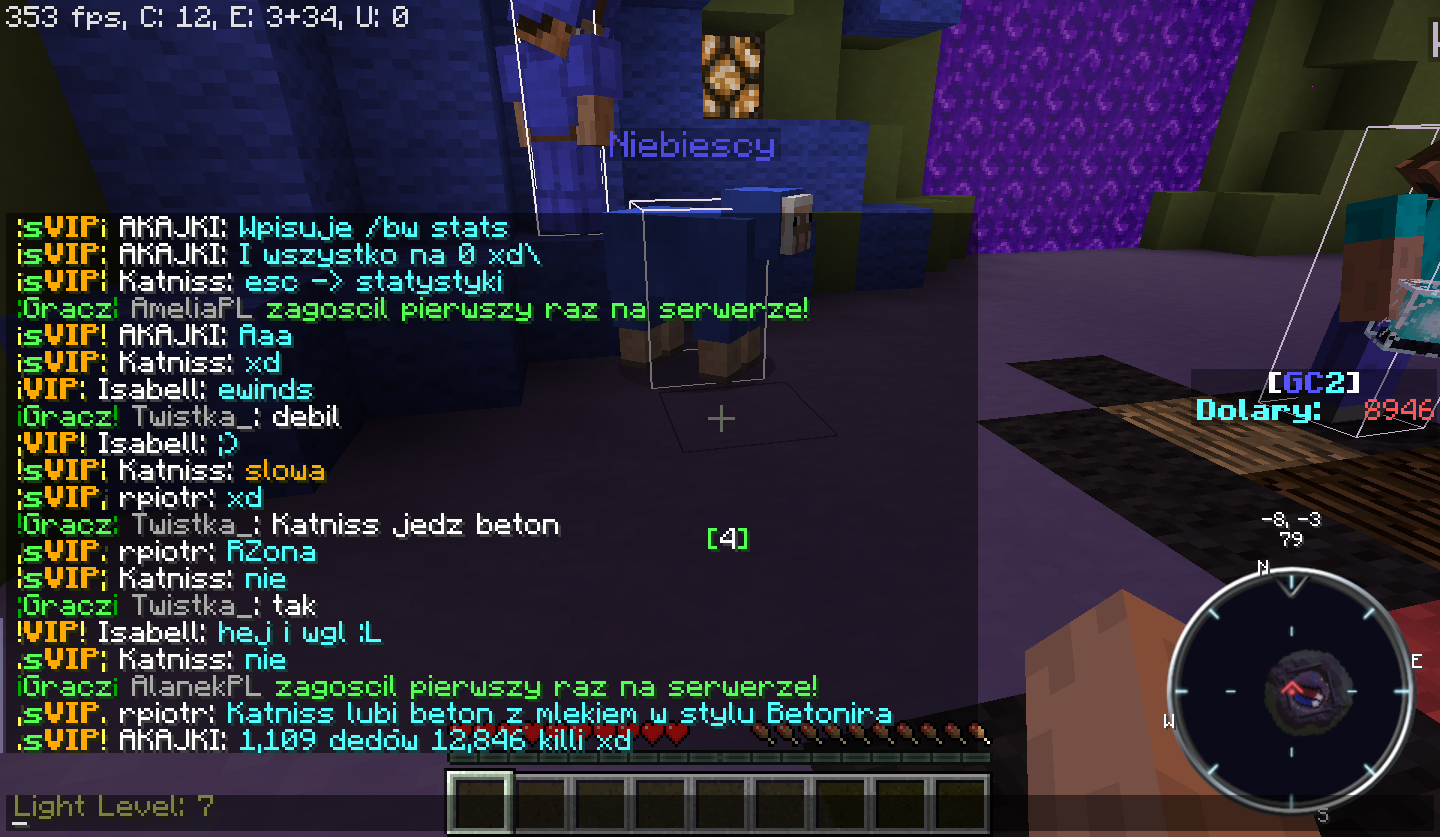 353 fps, C: 12, E: 3+34, U: 0
Niebiescy
sVIP AKAJKI: Wpisuje /bw stats
sVIP AKAJKI: I wszystko na 0 xd\
sVIP Katniss: esc -> statystyki
Gracz AmeliaPL zagoscil pierwszy raz na serwerze!
sVIP AKAJKI: Aaa
sVIP Katniss: xd
VIP Isabell: ewinds
Gracz Twistka_: debil
VIP Isabell: ;)
sVIP Katniss: slowa
sVIP rpiotr: xd
Gracz Twistka_: Katniss jedz beton
sVIP rpiotr: RZona
sVIP Katniss: nie
Gracz Twistka_: tak
VIP Isabell: hej i wgl :L
sVIP Katniss: nie
Gracz AlanekPL zagoscil pierwszy raz na serwerze!
sVIP rpiotr: Katniss lubi beton z mlekiem w stylu Betonira
sVIP AKAJKI: 1,109 dedów 12,846 killi xd
[4]
[GC2]
Dolary: 8946
-8, -3
79
N
E
W
S
Light Level: 7